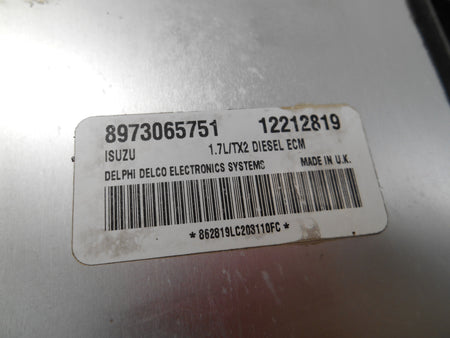 8973065751 12212819
ISUZU 1.7L/TX2 DIESEL ECM
DELPHI DELCO ELECTRONICS SYSTEMS MADE IN U.K.
*862819LC203110FC*